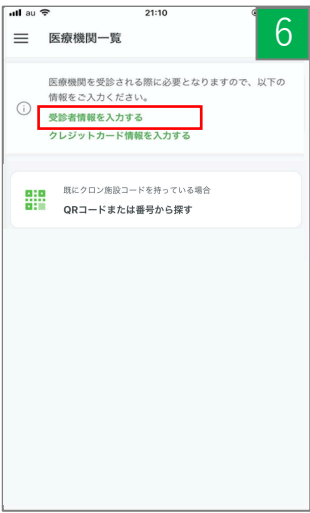 au
21:10
6
医療機関一覧
医療機関を受診される際に必要となりますので、以下の
情報をご入力ください。
受診者情報を入力する
クレジットカード情報を入力する
既にクロン施設コードを持っている場合
QRコードまたは番号から探す